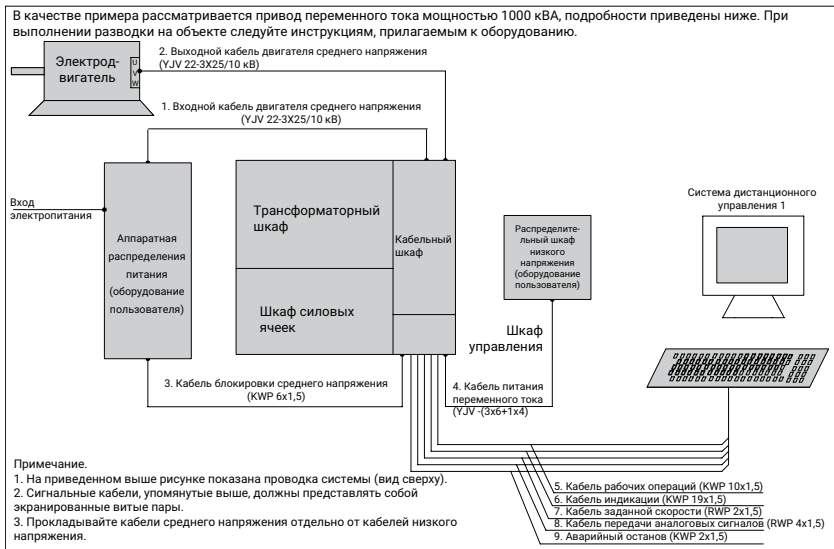 В качестве примера рассматривается привод переменного тока мощностью 1000 кВА, подробности приведены ниже. При
выполнении разводки на объекте следуйте инструкциям, прилагаемым к оборудованию.
2. Выходной кабель двигателя среднего напряжения
(YJV 22-3X25/10 кВ)
Электрод-
вигатель
U
V
W
1. Входной кабель двигателя среднего напряжения
(YJV 22-3X25/10 кВ)
Вход
электропитания
Аппаратная
распределения
питания
(оборудование
пользователя)
Трансформаторный
шкаф
Кабельный
шкаф
Шкаф силовых
ячеек
Распределите-
льный шкаф
низкого
напряжения
(оборудование
пользователя)
Шкаф
управления
Система дистанционного
управления 1
3. Кабель блокировки среднего напряжения
(KWP 6x1,5)
4. Кабель питания
переменного тока
(YJV -(3x6+1x4)
5. Кабель рабочих операций (KWP 10x1,5)
6. Кабель индикации (KWP 19x1,5)
7. Кабель заданной скорости (RWP 2x1,5)
8. Кабель передачи аналоговых сигналов (RWP 4x1,5)
9. Аварийный останов (KWP 2x1,5)
Примечание.
1. На приведенном выше рисунке показана проводка системы (вид сверху).
2. Сигнальные кабели, упомянутые выше, должны представлять собой
экранированные витые пары.
3. Прокладывайте кабели среднего напряжения отдельно от кабелей низкого
напряжения.